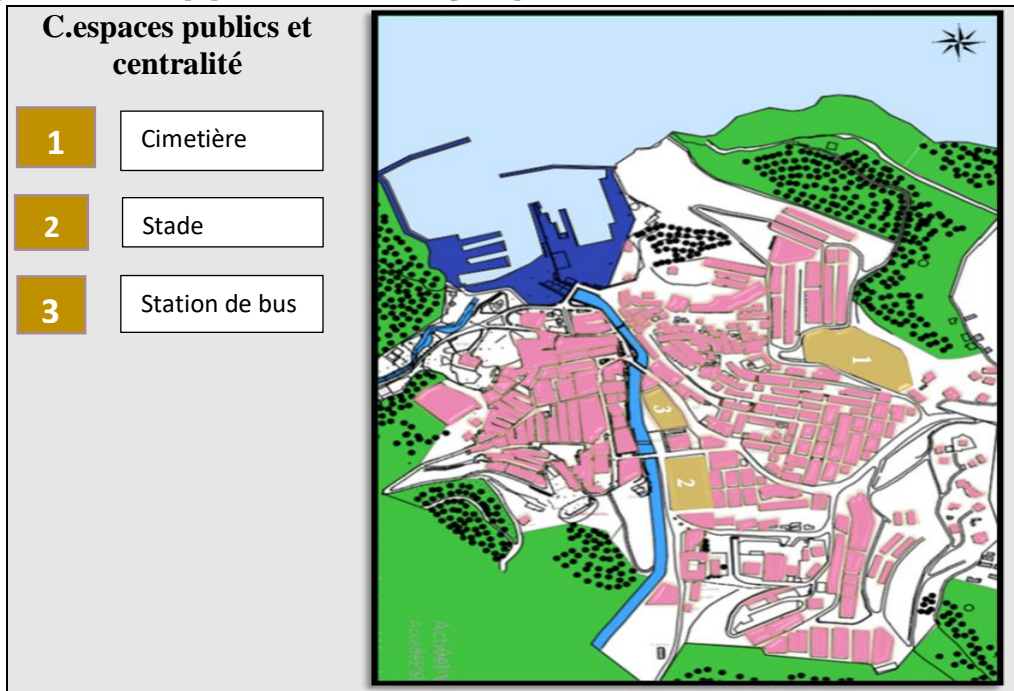 C.espaces publics et
centralité
1
Cimetière
2
Stade
3
Station de bus
1
3
2